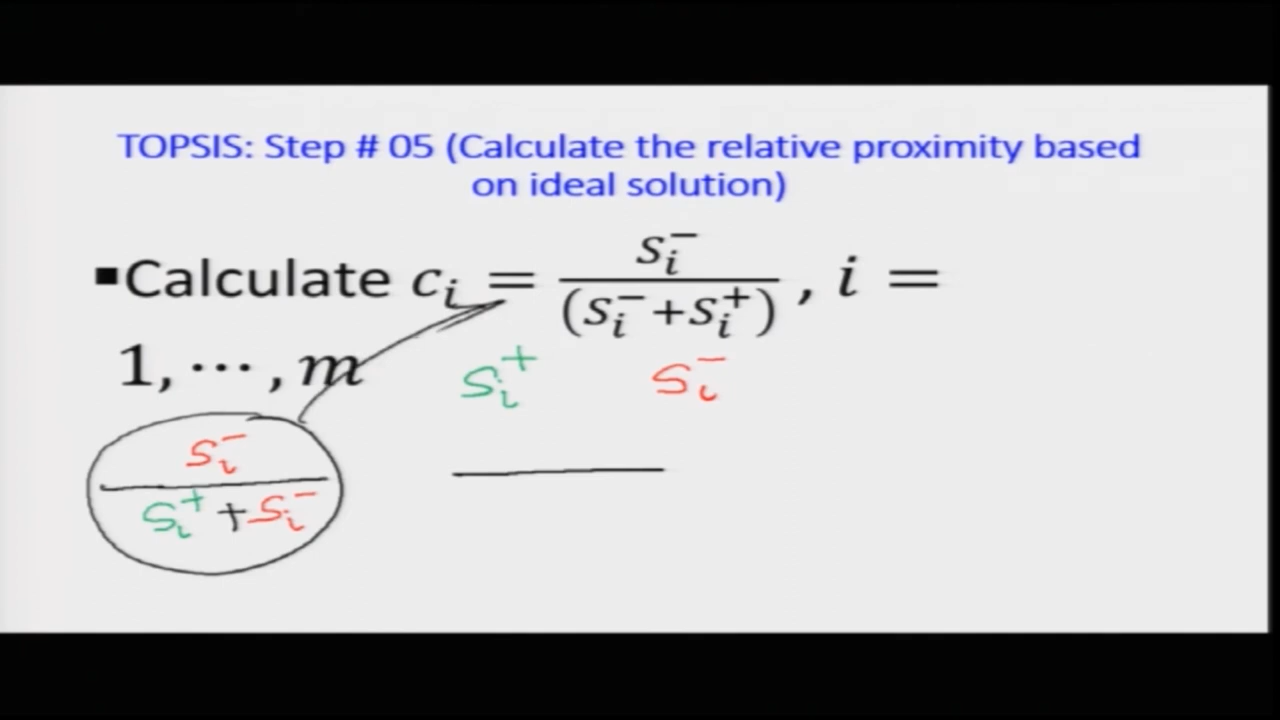 TOPSIS: Step # 05 (Calculate the relative proximity based
on ideal solution)
▪Calculate cᵢ = sᵢ⁻ / (sᵢ⁻+sᵢ⁺) , i =
1, ⋯ , m
Sᵢ⁺ Sᵢ⁻
Sᵢ⁻
Sᵢ⁺ + Sᵢ⁻